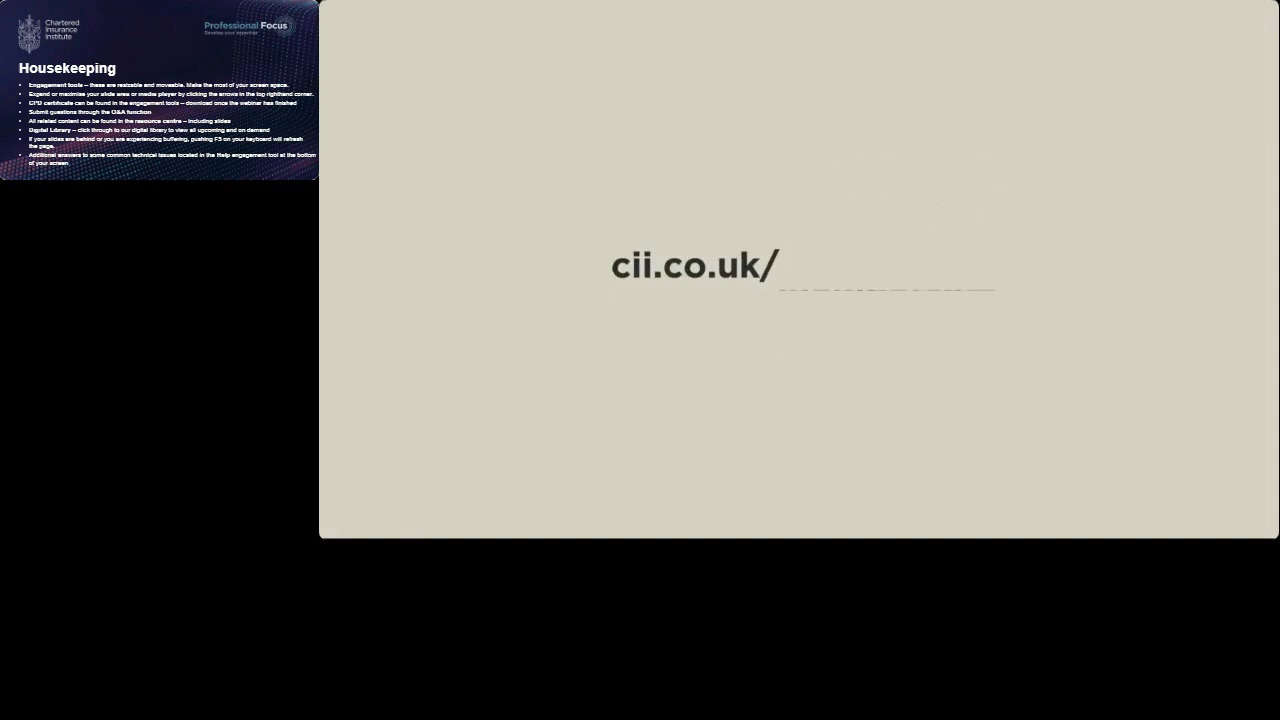 Chartered
Insurance
Institute
Professional Focus
Develop your expertise
Housekeeping
• Engagement tools – these are resizable and moveable. Make the most of your screen space.
• Expand or maximise your slide area or media player by clicking the arrows in the top righthand corner.
• CPD certificate can be found in the engagement tools – download once the webinar has finished
• Submit questions through the Q&A function
• All related content can be found in the resource centre – including slides
• Digital Library – click through to our digital library to view all upcoming and on demand
• If your slides are behind or you are experiencing buffering, pushing F5 on your keyboard will refresh
the page.
• Additional answers to some common technical issues located in the Help engagement tool at the bottom
of your screen.
cii.co.uk/